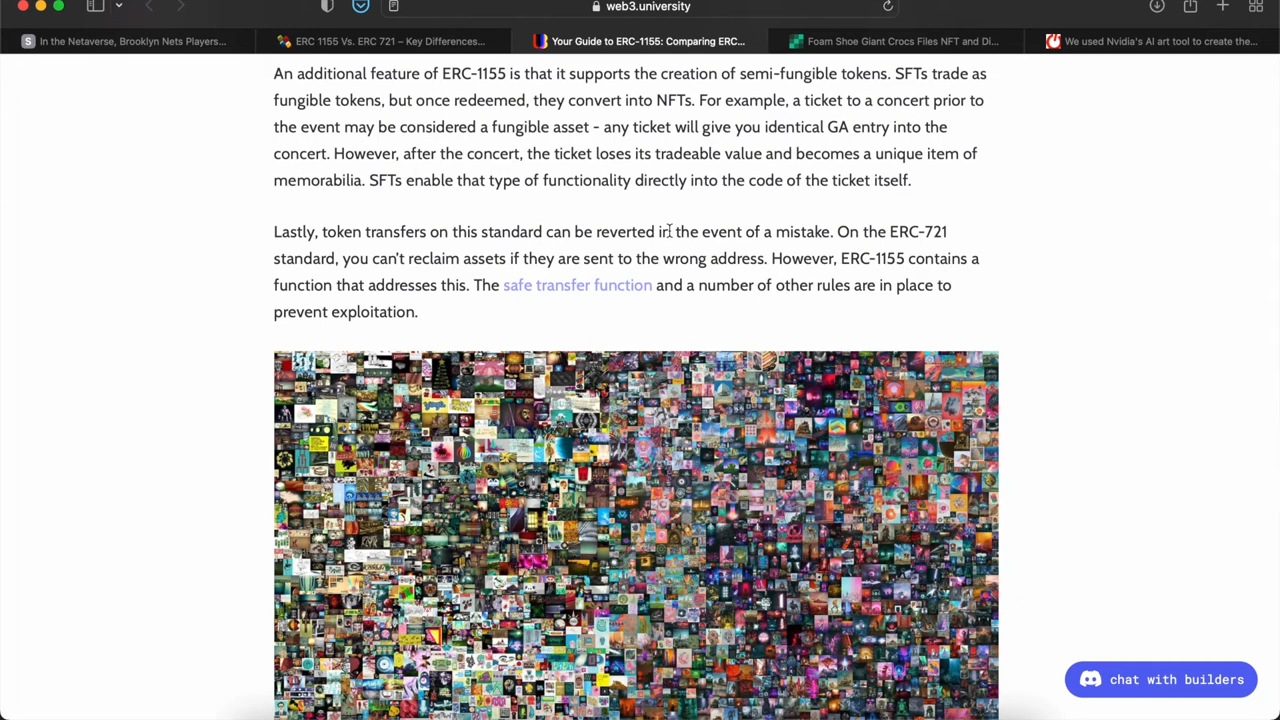 web3.university
In the Netaverse, Brooklyn Nets Players...
ERC 1155 Vs. ERC 721 – Key Differences...
Your Guide to ERC-1155: Comparing ERC...
Foam Shoe Giant Crocs Files NFT and Di...
We used Nvidia's AI art tool to create the...
An additional feature of ERC-1155 is that it supports the creation of semi-fungible tokens. SFTs trade as
fungible tokens, but once redeemed, they convert into NFTs. For example, a ticket to a concert prior to
the event may be considered a fungible asset - any ticket will give you identical GA entry into the
concert. However, after the concert, the ticket loses its tradeable value and becomes a unique item of
memorabilia. SFTs enable that type of functionality directly into the code of the ticket itself.
Lastly, token transfers on this standard can be reverted in the event of a mistake. On the ERC-721
standard, you can't reclaim assets if they are sent to the wrong address. However, ERC-1155 contains a
function that addresses this. The safe transfer function and a number of other rules are in place to
prevent exploitation.
chat with builders